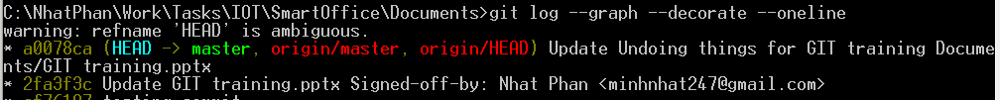 C:\NhatPhan\Work\Tasks\IOT\SmartOffice\Documents>git log --graph --decorate --oneline
warning: refname 'HEAD' is ambiguous.
* a0078ca (HEAD -> master, origin/master, origin/HEAD) Update Undoing things for GIT training Docume
nts/GIT training.pptx
* 2fa3f3c Update GIT training.pptx Signed-off-by: Nhat Phan <minhnhat247@gmail.com>